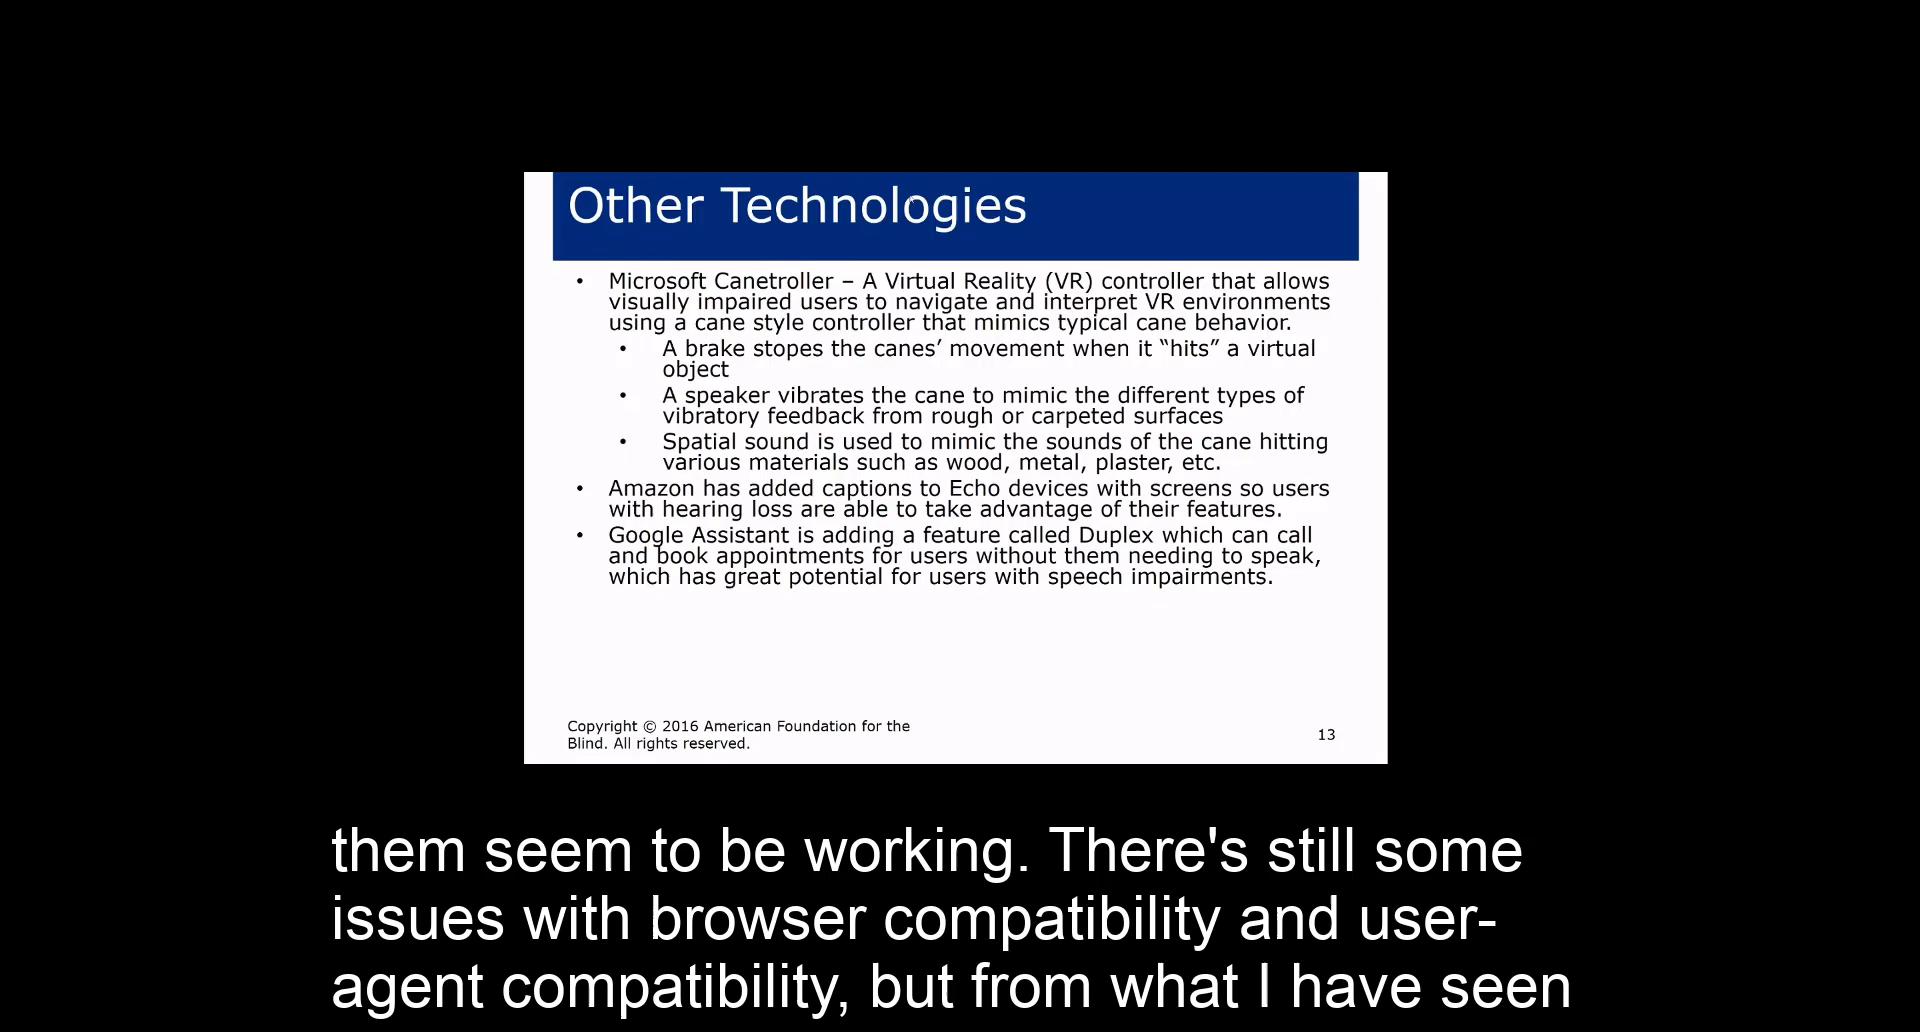 Other Technologies
• Microsoft Canetroller – A Virtual Reality (VR) controller that allows
visually impaired users to navigate and interpret VR environments
using a cane style controller that mimics typical cane behavior.
• A brake stopes the canes’ movement when it “hits” a virtual
object
• A speaker vibrates the cane to mimic the different types of
vibratory feedback from rough or carpeted surfaces
• Spatial sound is used to mimic the sounds of the cane hitting
various materials such as wood, metal, plaster, etc.
• Amazon has added captions to Echo devices with screens so users
with hearing loss are able to take advantage of their features.
• Google Assistant is adding a feature called Duplex which can call
and book appointments for users without them needing to speak,
which has great potential for users with speech impairments.
Copyright © 2016 American Foundation for the
Blind. All rights reserved.
13
them seem to be working. There's still some
issues with browser compatibility and user-
agent compatibility, but from what I have seen